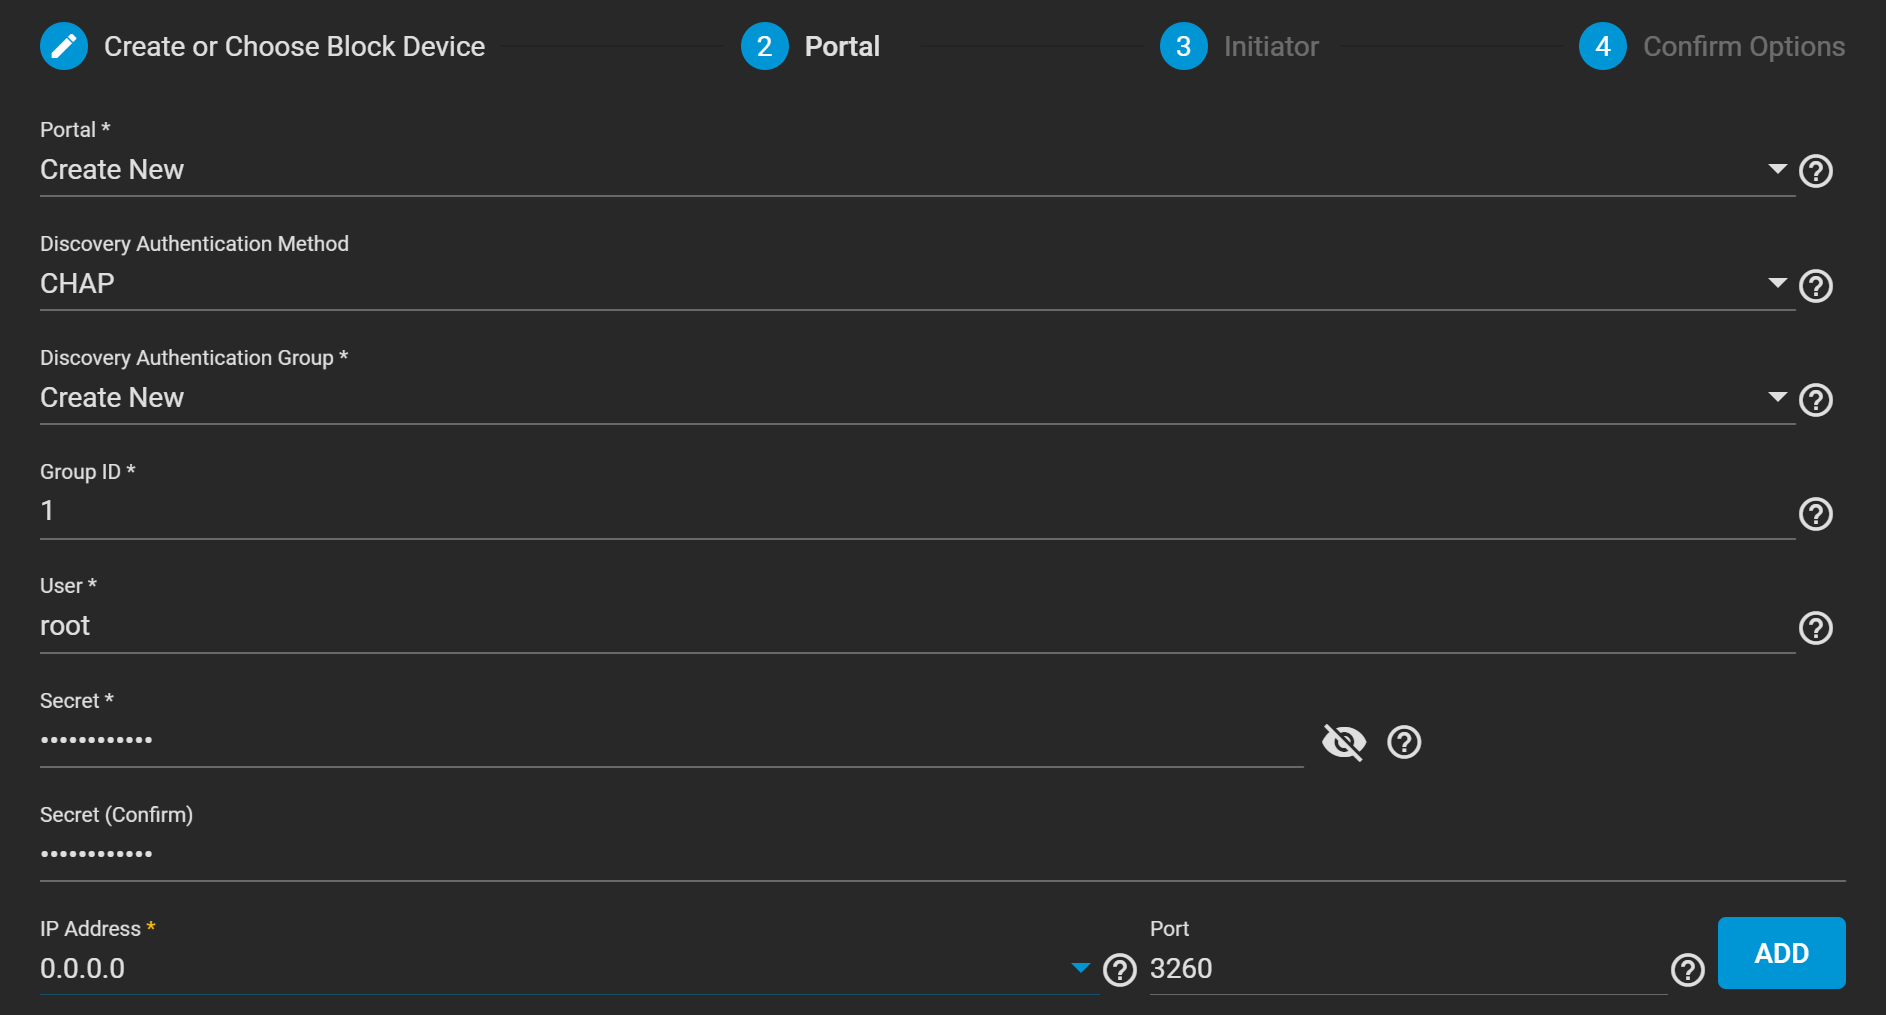 Create or Choose Block Device
2 Portal
3 Initiator
4 Confirm Options
Portal *
Create New
Discovery Authentication Method
CHAP
Discovery Authentication Group *
Create New
Group ID *
1
User *
root
Secret *
••••••••••••
Secret (Confirm)
••••••••••••
IP Address * Port
0.0.0.0 3260 ADD